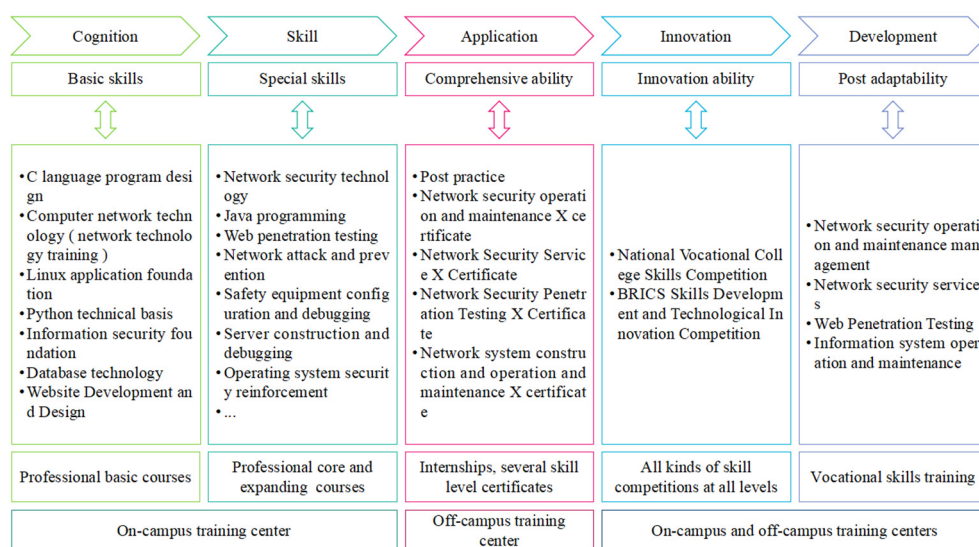 Cognition
Skill
Application
Innovation
Development
Basic skills
Special skills
Comprehensive ability
Innovation ability
Post adaptability
•C language program desi
gn
•Computer network tech
nology ( network technolo
gy training )
•Linux application founda
tion
•Python technical basis
•Information security fou
ndation
•Database technology
•Website Development an
d Design
•Network security technol
ogy
•Java programming
•Web penetration testing
•Network attack and prev
ention
•Safety equipment config
uration and debugging
•Server construction and
debugging
•Operating system securit
y reinforcement
•...
•Post practice
•Network security operati
on and maintenance X cer
tificate
•Network Security Servic
e X Certificate
•Network Security Penetr
ation Testing X Certifica
te
•Network system constru
ction and operation and
maintenance X certificat
e
•National Vocational Coll
ege Skills Competition
•BRICS Skills Developm
ent and Technological In
novation Competition
•Network security operati
on and maintenance man
agement
•Network security service
s
•Web Penetration Testing
•Information system oper
ation and maintenance
Professional basic courses
Professional core and
expanding courses
Internships, several skill
level certificates
All kinds of skill
competitions at all levels
Vocational skills training
On-campus training center
Off-campus training
center
On-campus and off-campus training centers